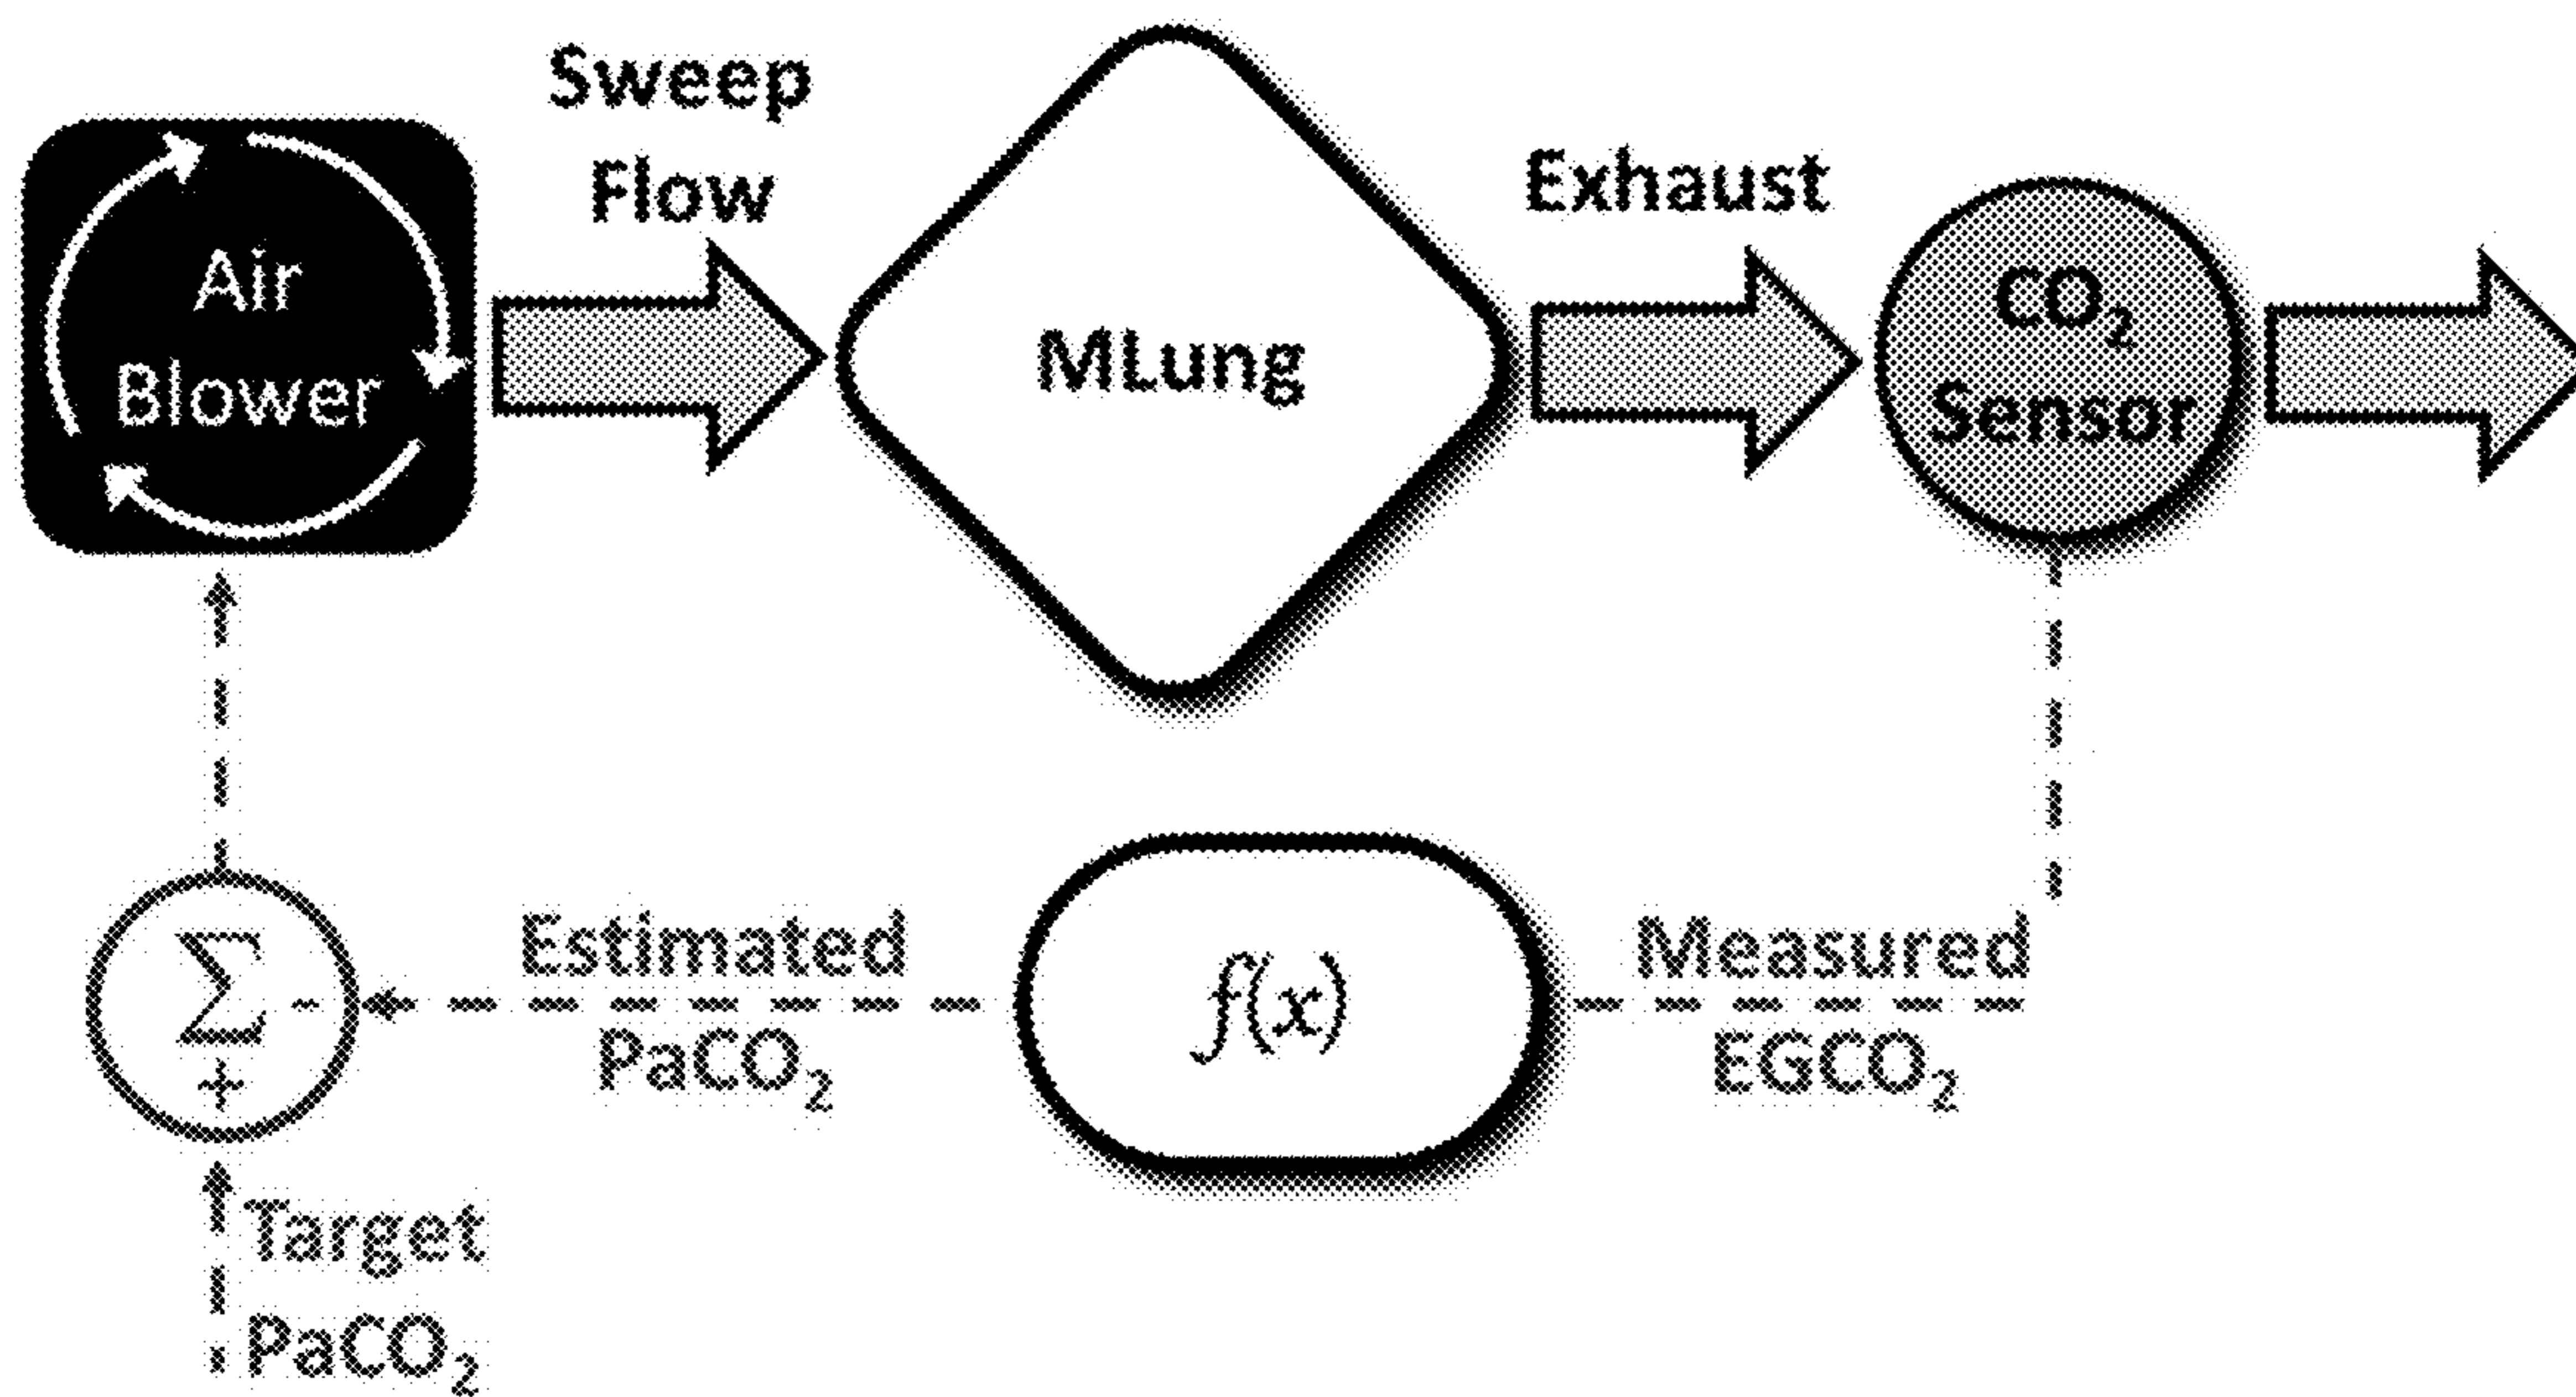 Sweep
Flow
Air
Blower
MLung
Exhaust
CO₂
Sensor
Σ
-
+
Estimated
PaCO₂
f(x)
Measured
EGCO₂
Target
PaCO₂